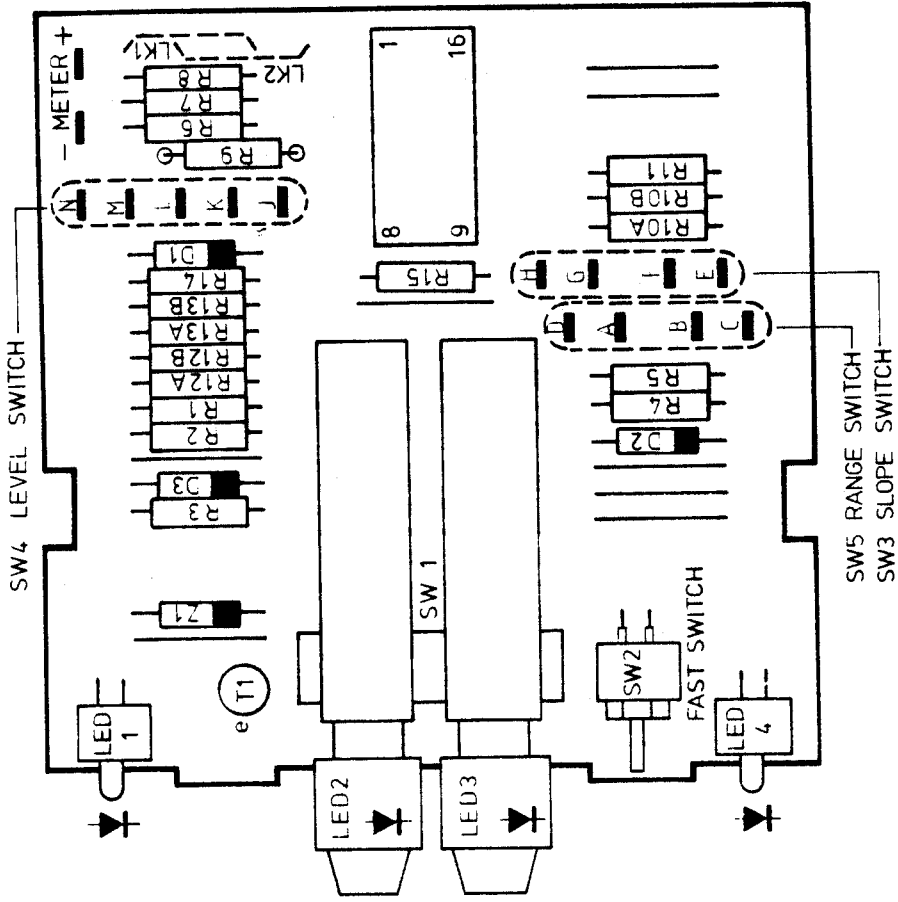 - METER +
LK1
LK2
R8
R7
R6
R9
N
M
L
K
J
D1
R14
R13B
R13A
R12B
R12A
R1
R2
D3
R3
Z1
T1
e
LED
1
1
16
8
9
R15
R11
R10B
R10A
H
G
F
E
D
A
B
C
R5
R4
D2
SW 1
SW2
FAST SWITCH
LED
4
LED2
LED3
SW4 LEVEL SWITCH
SW5 RANGE SWITCH
SW3 SLOPE SWITCH